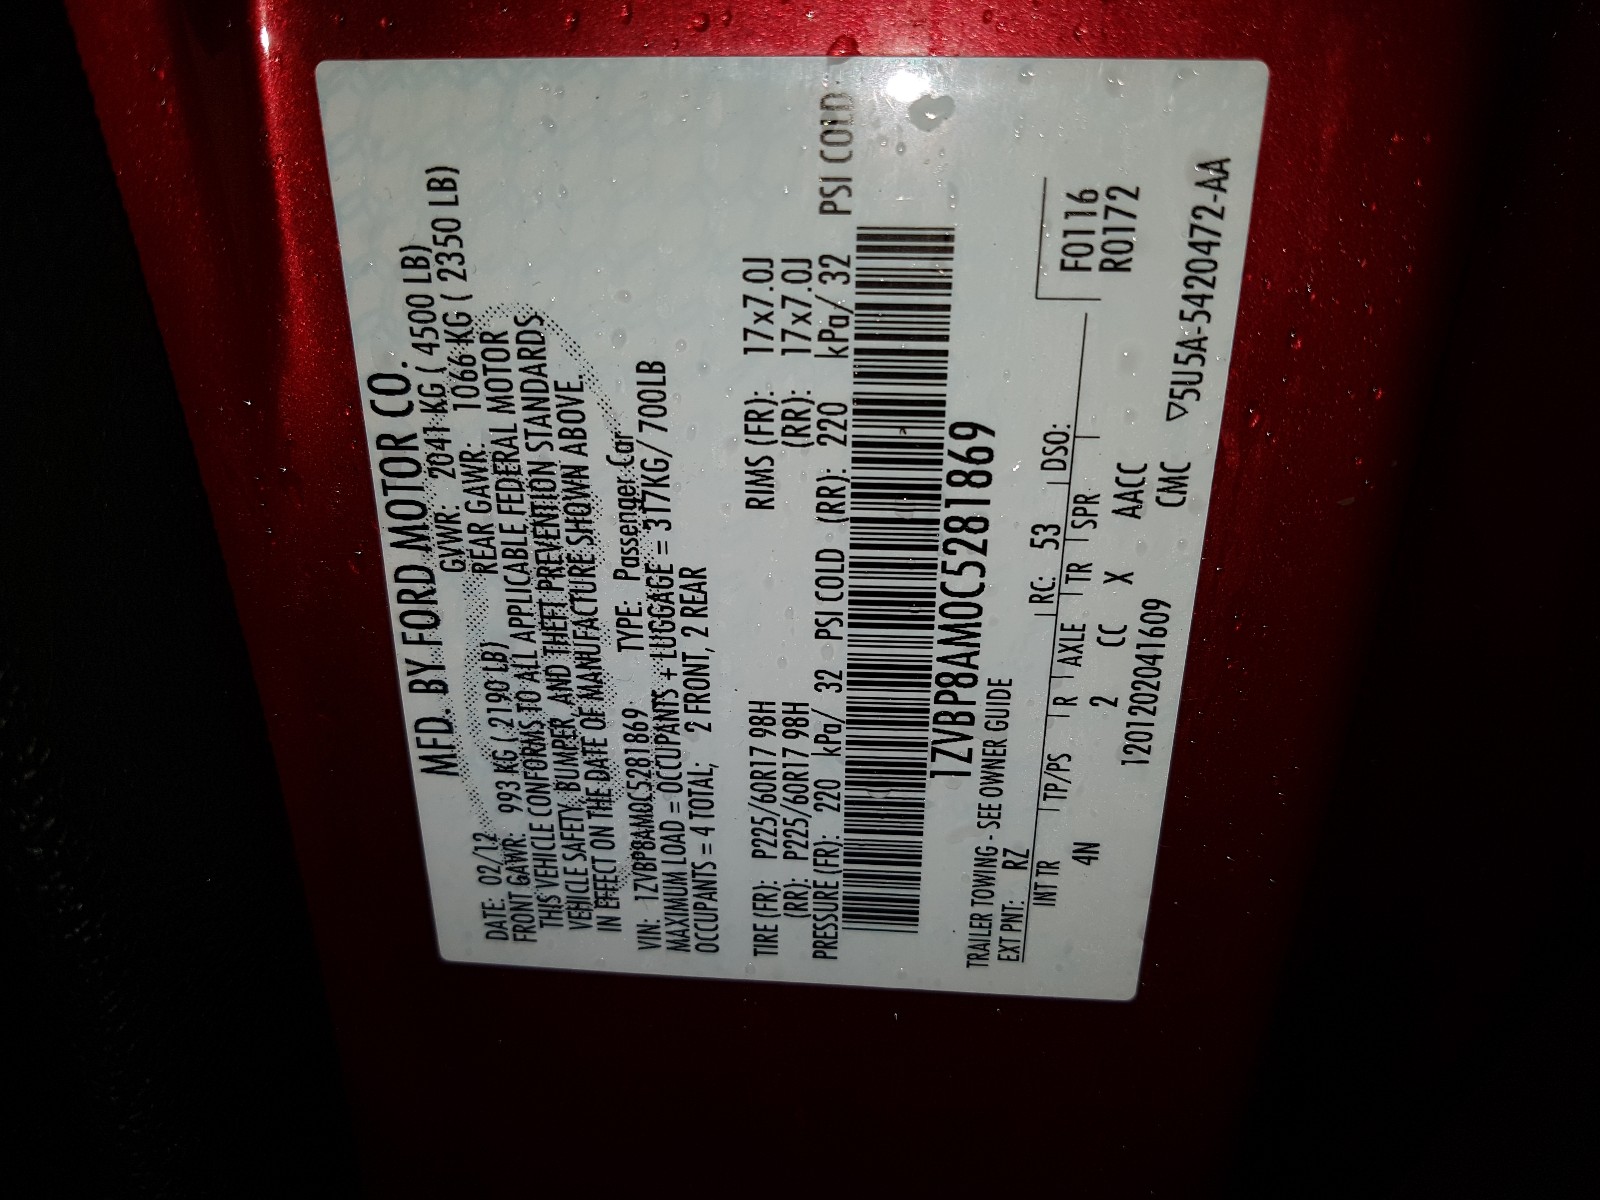 MFD. BY FORD MOTOR CO.
DATE: 02/12 GVWR: 2041 KG ( 4500 LB)
FRONT GAWR: 993 KG ( 2190 LB) REAR GAWR: 1066 KG ( 2350 LB)
THIS VEHICLE CONFORMS TO ALL APPLICABLE FEDERAL MOTOR
VEHICLE SAFETY, BUMPER, AND THEFT PREVENTION STANDARDS
IN EFFECT ON THE DATE OF MANUFACTURE SHOWN ABOVE.
VIN: 1ZVBP8AM0C5281869 TYPE: Passenger Car
MAXIMUM LOAD = OCCUPANTS + LUGGAGE = 317KG/ 700LB
OCCUPANTS = 4 TOTAL; 2 FRONT, 2 REAR
TIRE (FR): P225/60R17 98H RIMS (FR): 17x7.0J
(RR): P225/60R17 98H (RR): 17x7.0J
PRESSURE (FR): 220 kPa/ 32 PSI COLD (RR): 220 kPa/ 32 PSI COLD
1ZVBP8AM0C5281869
TRAILER TOWING - SEE OWNER GUIDE
EXT PNT: RZ RC: 53 DSO:
INT TR TP/PS R AXLE TR SPR F0116
4N 2 CC X AACC R0172
1201202041609 CMC
▽5U5A-5420472-AA